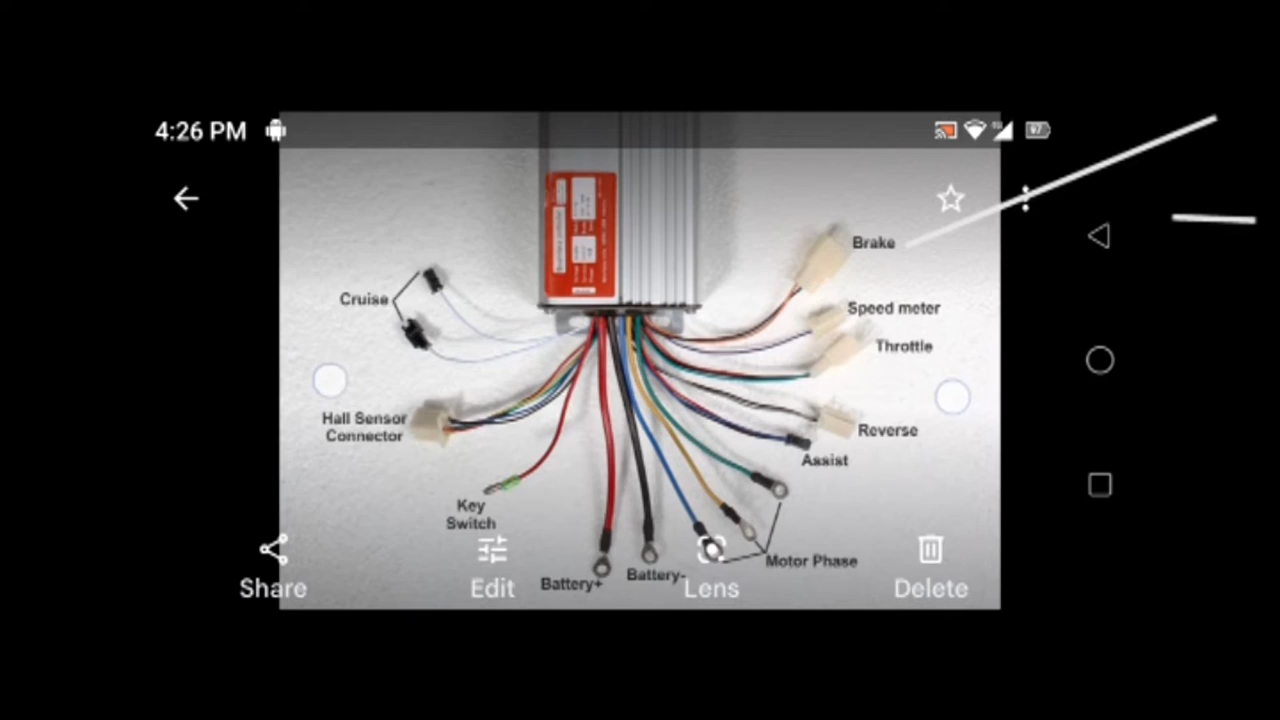 4:26 PM
97
Brake
Cruise
Speed meter
Throttle
Hall Sensor
Connector
Reverse
Assist
Key
Switch
Motor Phase
Battery+
Battery-
Share
Edit
Lens
Delete